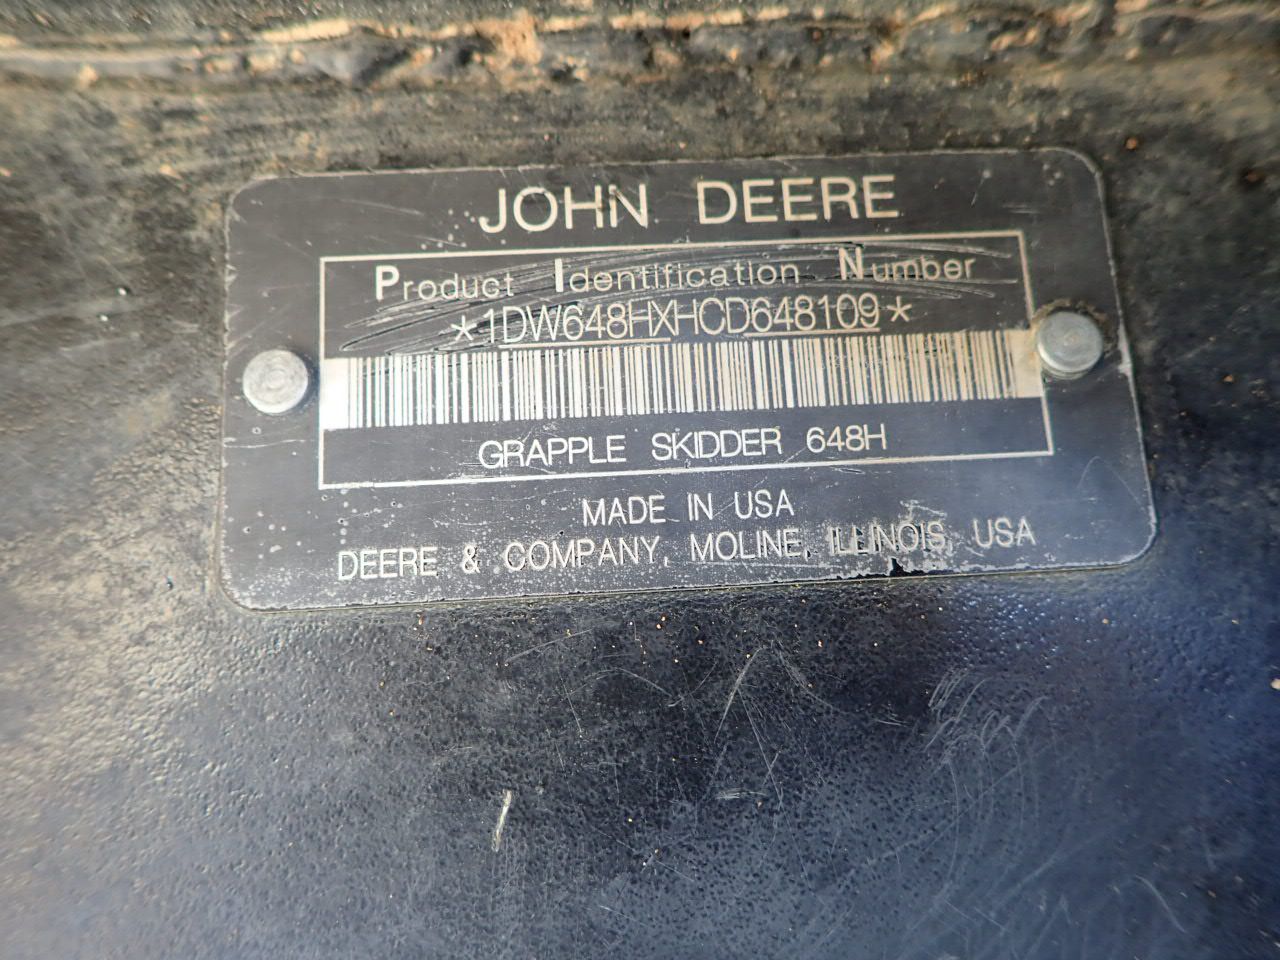 JOHN DEERE
Product Identification Number
*1DW648HXHCD648109*
GRAPPLE SKIDDER 648H
MADE IN USA
DEERE & COMPANY, MOLINE, ILLINOIS, USA